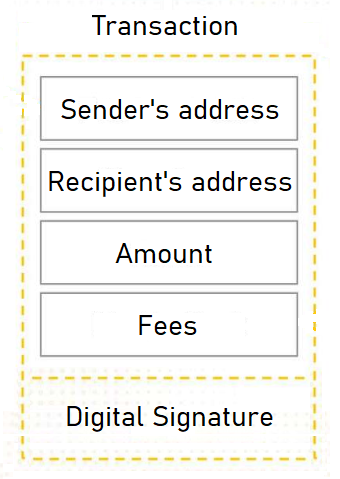 Transaction
Sender's address
Recipient's address
Amount
Fees
Digital Signature